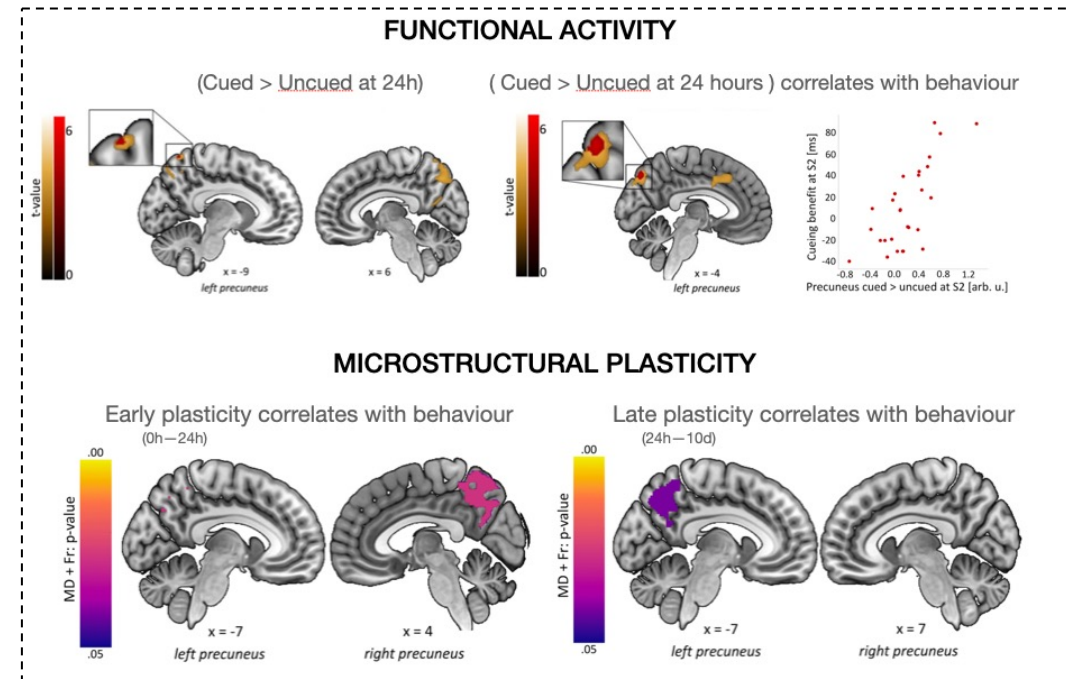 FUNCTIONAL ACTIVITY
(Cued > Uncued at 24h)
( Cued > Uncued at 24 hours ) correlates with behaviour
6
t-value
0
x = -9
left precuneus
x = 6
6
t-value
0
x = -4
left precuneus
Cueing benefit at S2 [ms]
80
60
40
20
0
-20
-40
-0.8 -0.4 0.0 0.4 0.8 1.2
Precuneus cued > uncued at S2 [arb. u.]
MICROSTRUCTURAL PLASTICITY
Early plasticity correlates with behaviour
(0h—24h)
.00
MD + Fr: p-value
.05
x = -7
left precuneus
x = 4
right precuneus
Late plasticity correlates with behaviour
(24h—10d)
.00
MD + Fr: p-value
.05
x = -7
left precuneus
x = 7
right precuneus